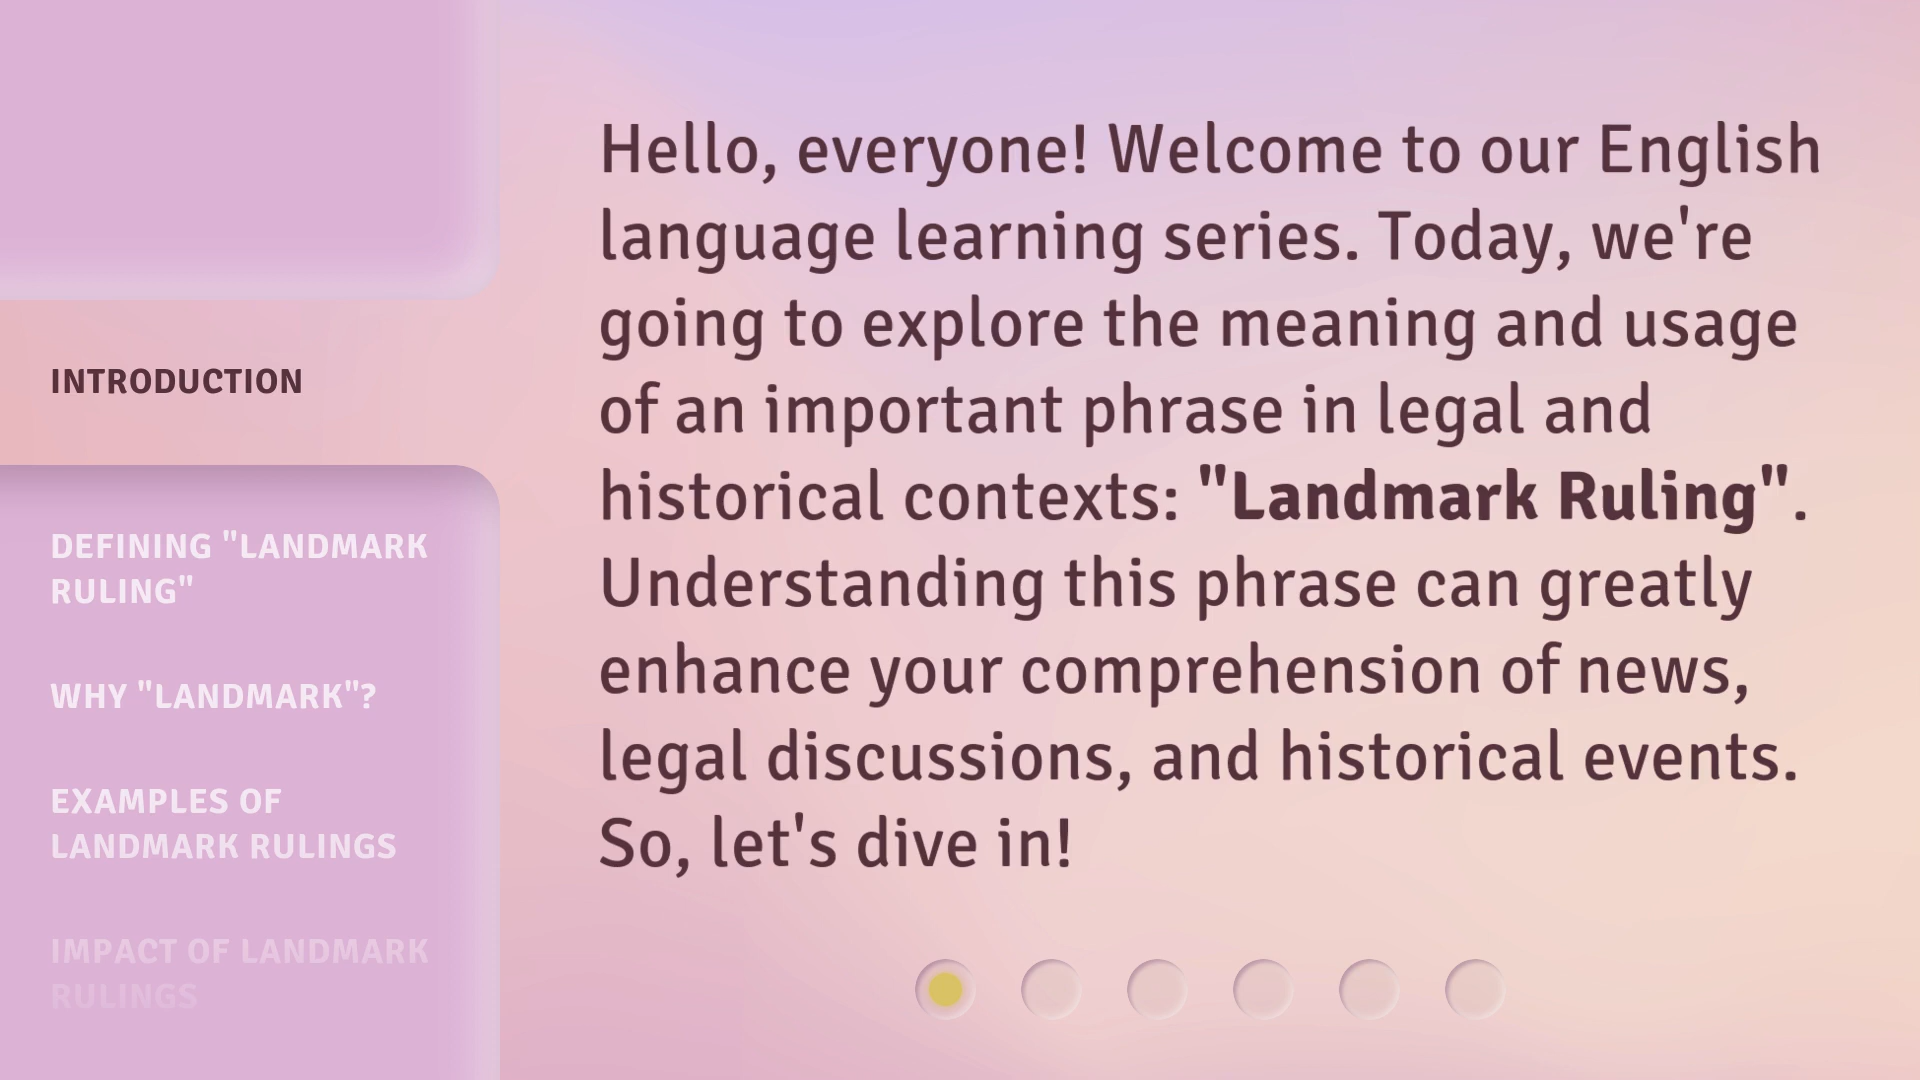 INTRODUCTION
DEFINING "LANDMARK
RULING"
WHY "LANDMARK"?
EXAMPLES OF
LANDMARK RULINGS
IMPACT OF LANDMARK
RULINGS
Hello, everyone! Welcome to our English
language learning series. Today, we're
going to explore the meaning and usage
of an important phrase in legal and
historical contexts: "Landmark Ruling".
Understanding this phrase can greatly
enhance your comprehension of news,
legal discussions, and historical events.
So, let's dive in!